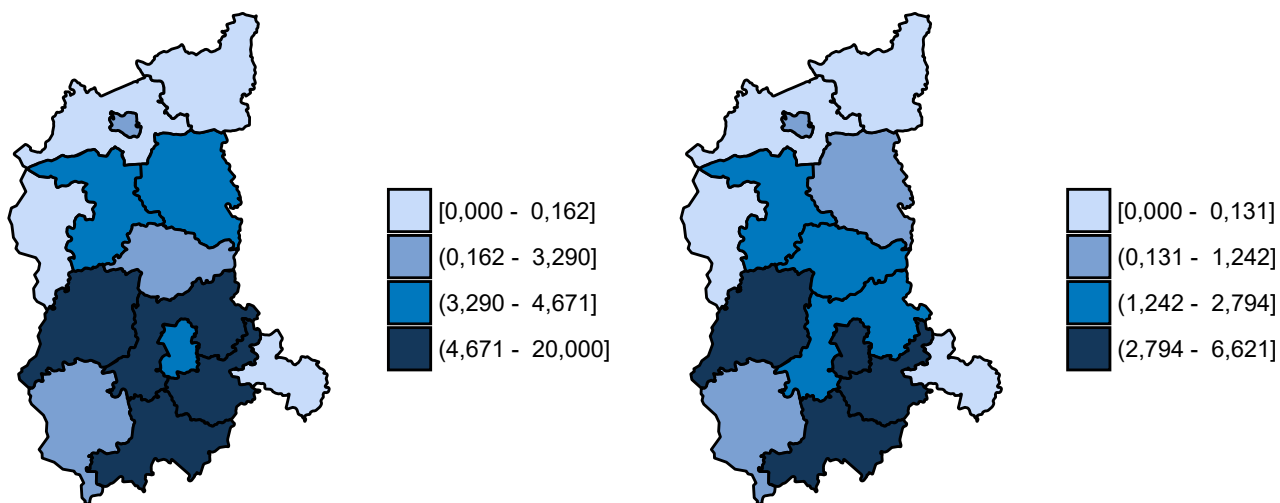 [0,000 - 0,162]
(0,162 - 3,290]
(3,290 - 4,671]
(4,671 - 20,000]
[0,000 - 0,131]
(0,131 - 1,242]
(1,242 - 2,794]
(2,794 - 6,621]